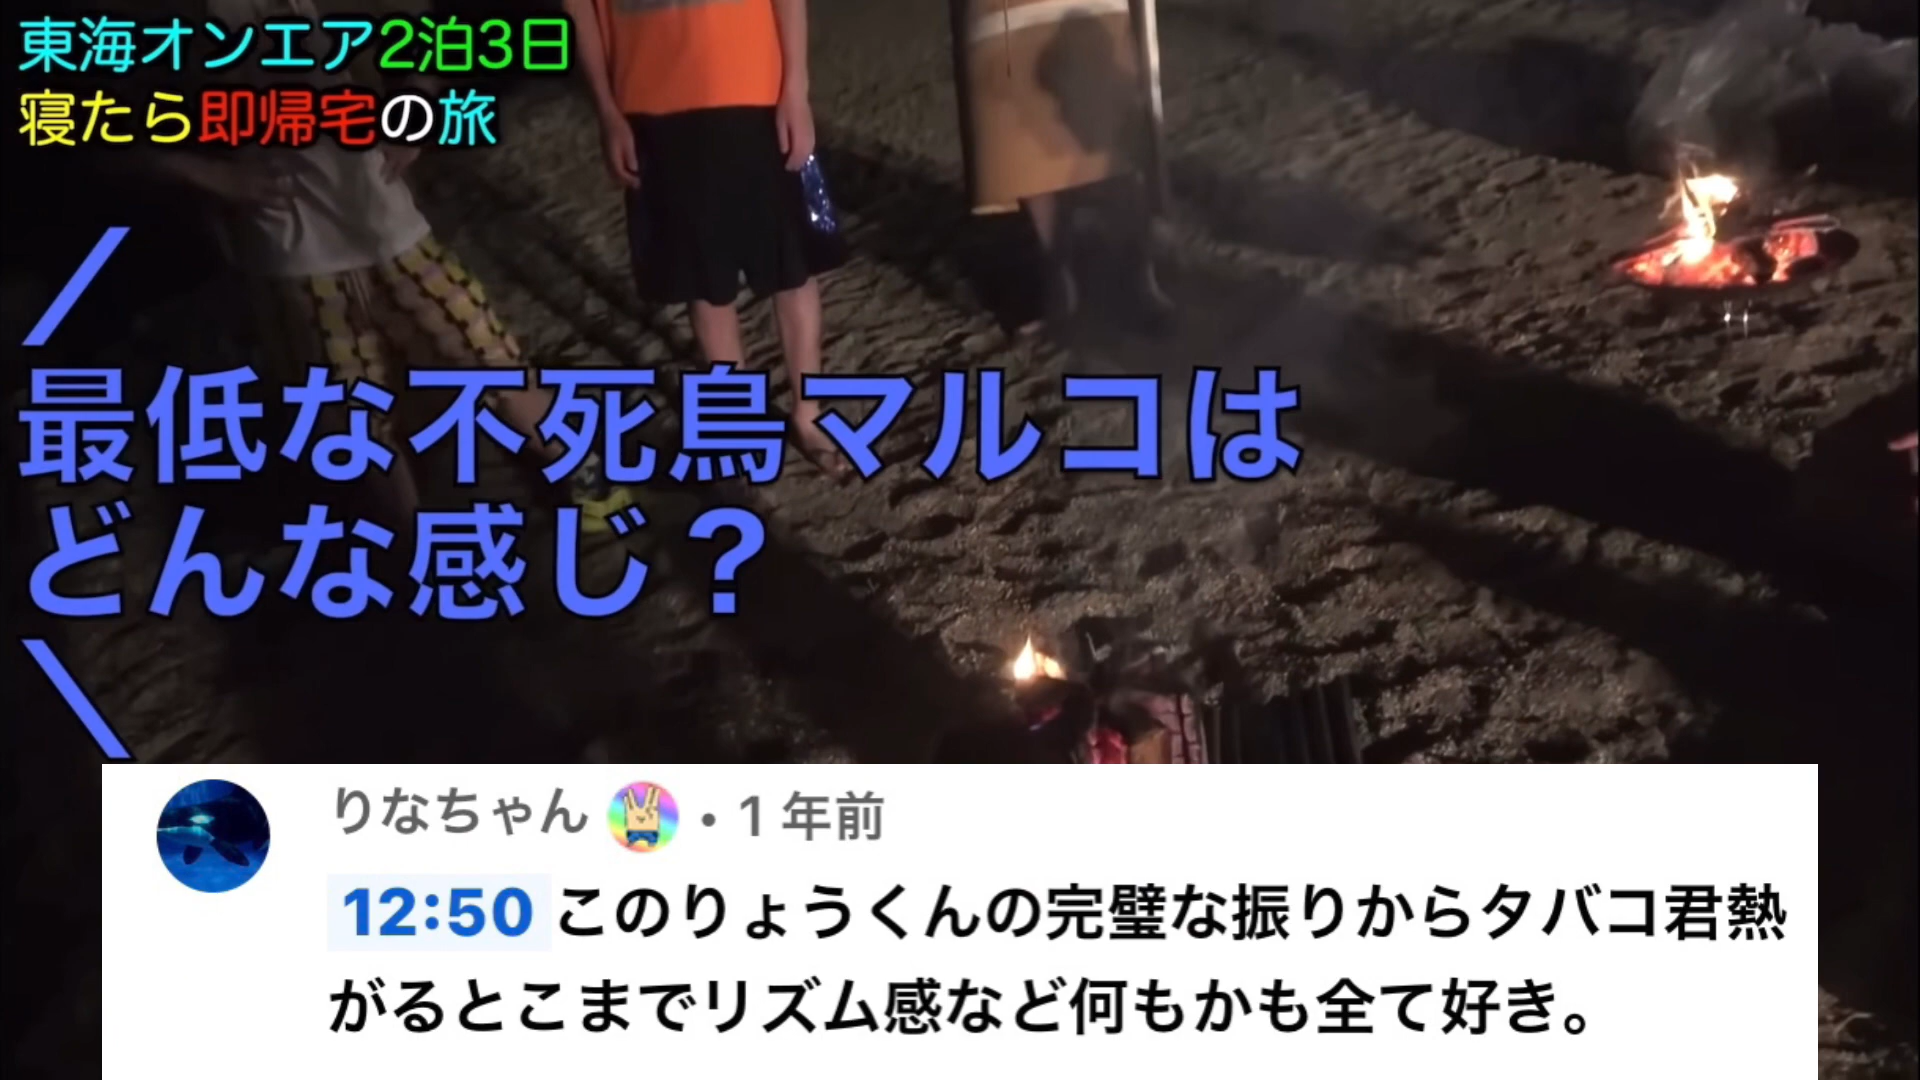 東海オンエア2泊3日
寝たら即帰宅の旅
最低な不死鳥マルコは
どんな感じ？
りなちゃん・1年前
12:50このりょうくんの完璧な振りからタバコ君熱
がるとこまでリズム感など何もかも全て好き。